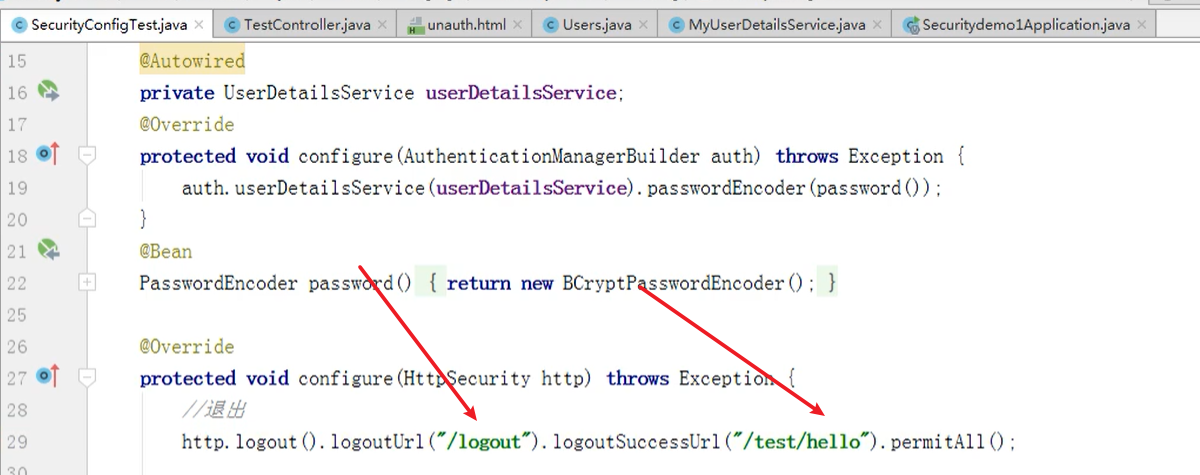 SecurityConfigTest.java × TestController.java × unauth.html × Users.java × MyUserDetailsService.java × Securitydemo1Application.java ×
15 @Autowired
16 private UserDetailsService userDetailsService;
17 @Override
18 protected void configure(AuthenticationManagerBuilder auth) throws Exception {
19 auth.userDetailsService(userDetailsService).passwordEncoder(password());
20 }
21 @Bean
22 PasswordEncoder password() { return new BCryptPasswordEncoder(); }
25
26 @Override
27 protected void configure(HttpSecurity http) throws Exception {
28 //退出
29 http.logout().logoutUrl("/logout").logoutSuccessUrl("/test/hello").permitAll();
30